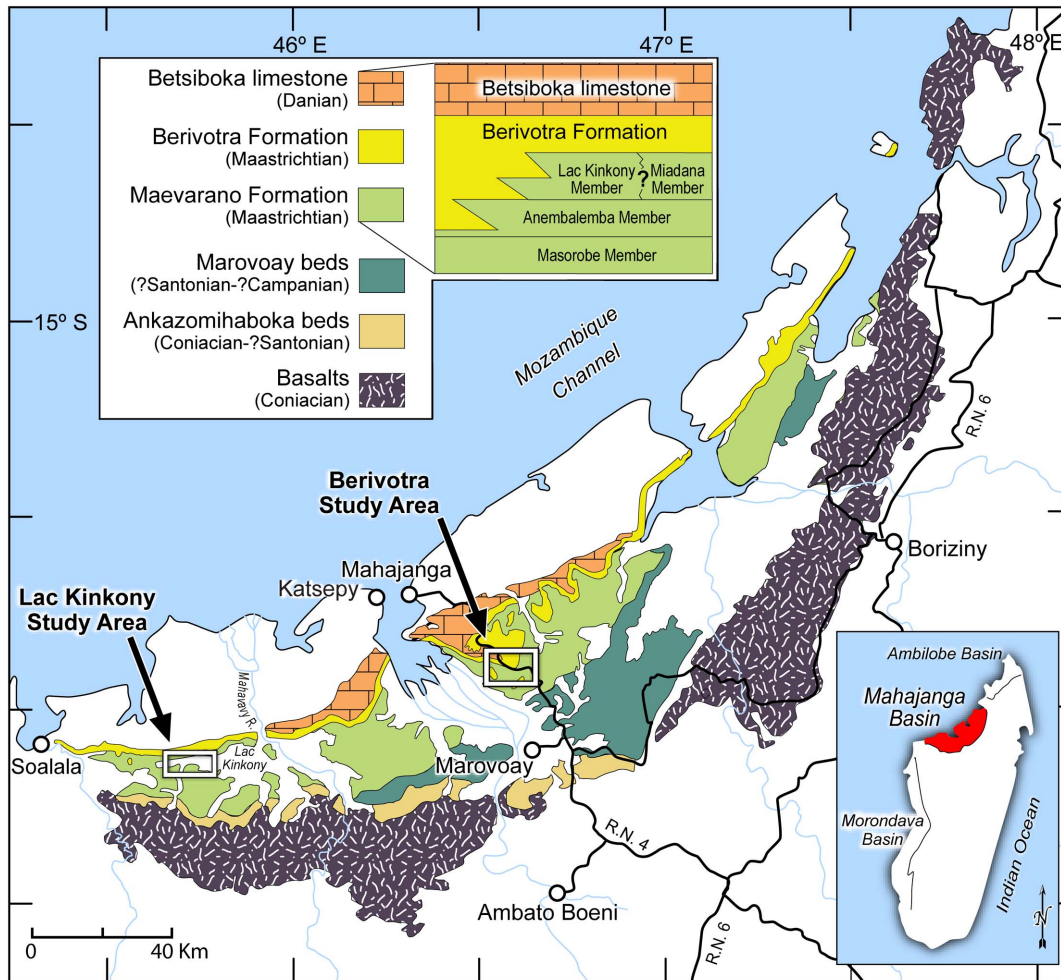 46º E
47º E
48º E
15º S
Betsiboka limestone
(Danian)
Berivotra Formation
(Maastrichtian)
Maevarano Formation
(Maastrichtian)
Marovoay beds
(?Santonian-?Campanian)
Ankazomihaboka beds
(Coniacian-?Santonian)
Basalts
(Coniacian)
Betsiboka limestone
Berivotra Formation
Lac Kinkony
Member
?
Miadana
Member
Anembalemba Member
Masorobe Member
Mozambique
Channel
R.N. 6
Berivotra
Study Area
Boriziny
Mahajanga
Katsepy
Lac Kinkony
Study Area
Mahavavy R.
Lac
Kinkony
Soalala
Marovoay
R.N. 4
Ambato Boeni
R.N. 6
0
40 Km
Ambilobe Basin
Mahajanga
Basin
Morondava
Basin
Indian Ocean
N